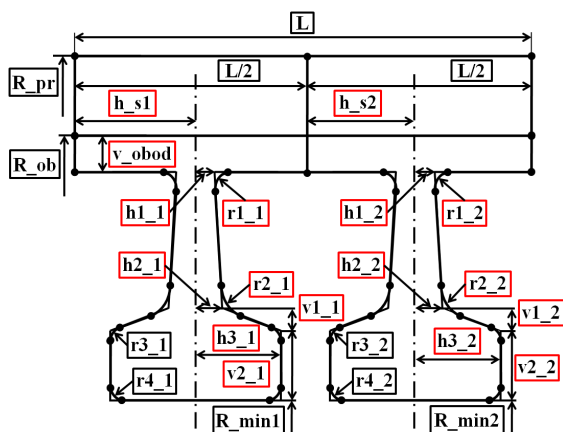 L
R_pr
L/2 L/2
h_s1 h_s2
R_ob
v_obod
h1_1 r1_1 h1_2 r1_2
h2_1 r2_1 h2_2 r2_2
v1_1 v1_2
r3_1 h3_1 r3_2 h3_2
r4_1 v2_1 r4_2 v2_2
R_min1 R_min2